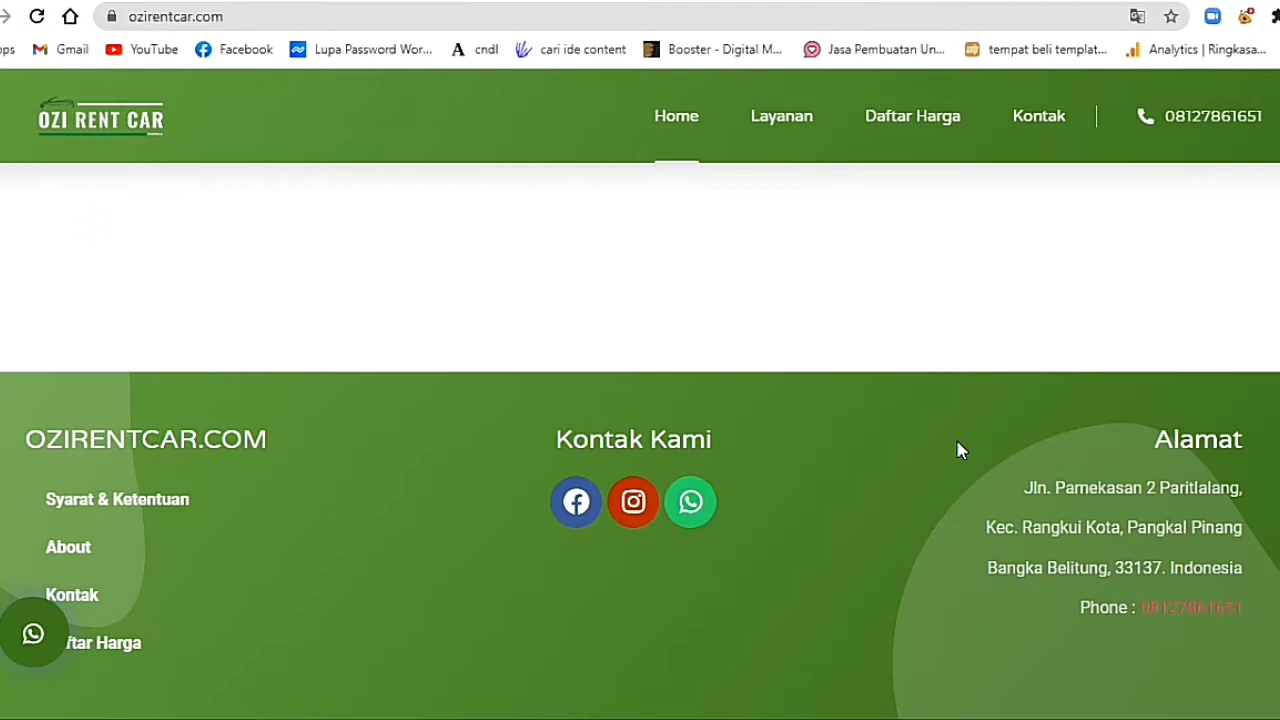 ozirentcar.com
Gmail YouTube Facebook Lupa Password Wor... A cndl cari ide content Booster - Digital M... Jasa Pembuatan Un... tempat beli templat... Analytics | Ringkasa...
OZI RENT CAR
Home Layanan Daftar Harga Kontak 08127861651
OZIRENTCAR.COM
Syarat & Ketentuan
About
Kontak
ftar Harga
Kontak Kami
Alamat
Jln. Pamekasan 2 Paritlalang,
Kec. Rangkui Kota, Pangkal Pinang
Bangka Belitung, 33137. Indonesia
Phone : 08127861651